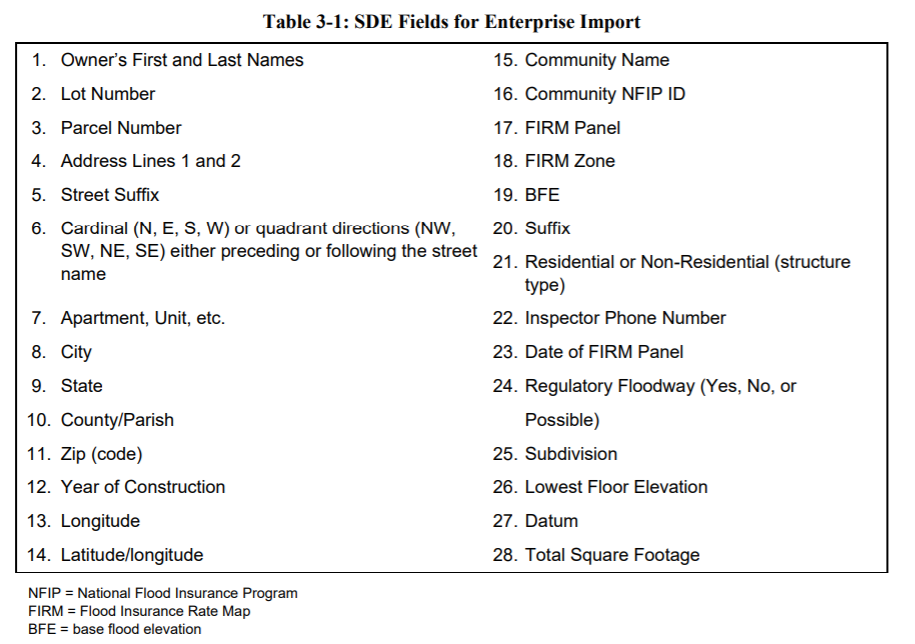 Table 3-1: SDE Fields for Enterprise Import
1. Owner's First and Last Names
2. Lot Number
3. Parcel Number
4. Address Lines 1 and 2
5. Street Suffix
6. Cardinal (N, E, S, W) or quadrant directions (NW,
SW, NE, SE) either preceding or following the street
name
7. Apartment, Unit, etc.
8. City
9. State
10. County/Parish
11. Zip (code)
12. Year of Construction
13. Longitude
14. Latitude/longitude
15. Community Name
16. Community NFIP ID
17. FIRM Panel
18. FIRM Zone
19. BFE
20. Suffix
21. Residential or Non-Residential (structure
type)
22. Inspector Phone Number
23. Date of FIRM Panel
24. Regulatory Floodway (Yes, No, or
Possible)
25. Subdivision
26. Lowest Floor Elevation
27. Datum
28. Total Square Footage
NFIP = National Flood Insurance Program
FIRM = Flood Insurance Rate Map
BFE = base flood elevation